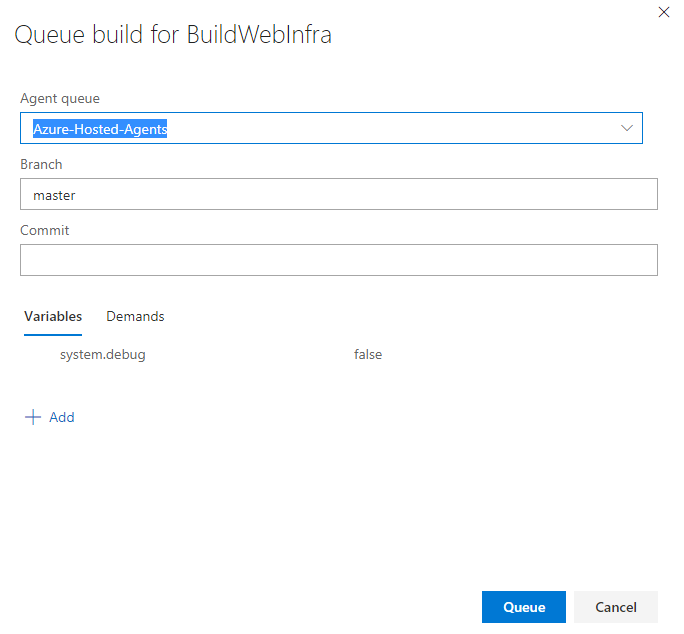 Queue build for BuildWebInfra
Agent queue
Azure-Hosted-Agents
Branch
master
Commit
Variables Demands
system.debug false
Add
Queue Cancel